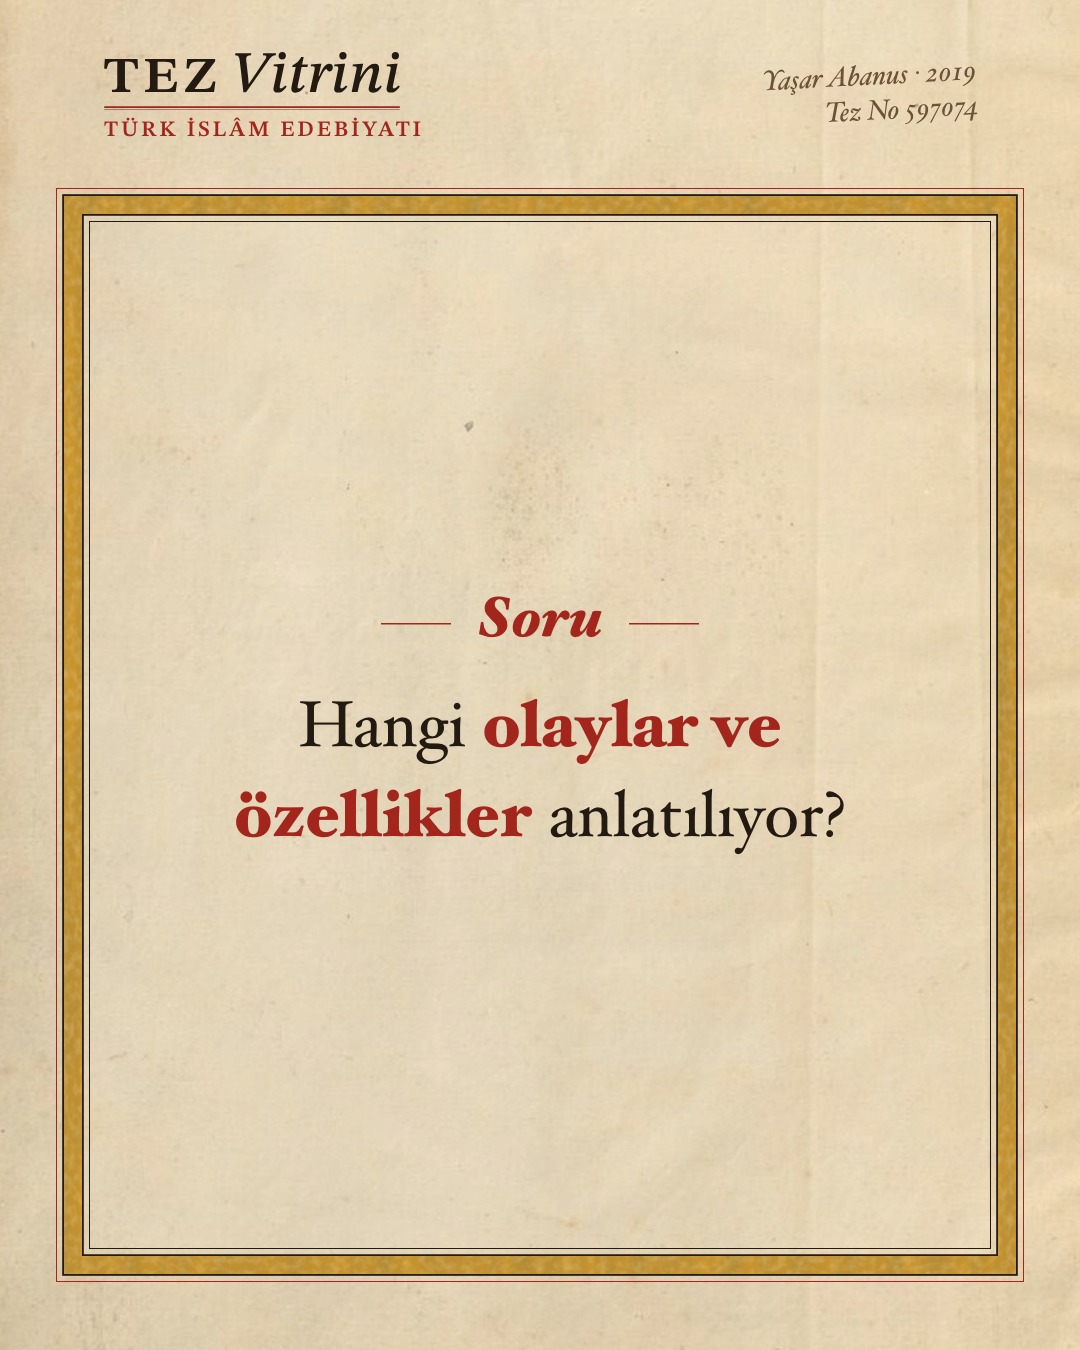 TEZ Vitrini
TÜRK İSLÂM EDEBİYATI
Yaşar Abanus · 2019
Tez No 597074
Soru
Hangi olaylar ve
özellikler anlatılıyor?